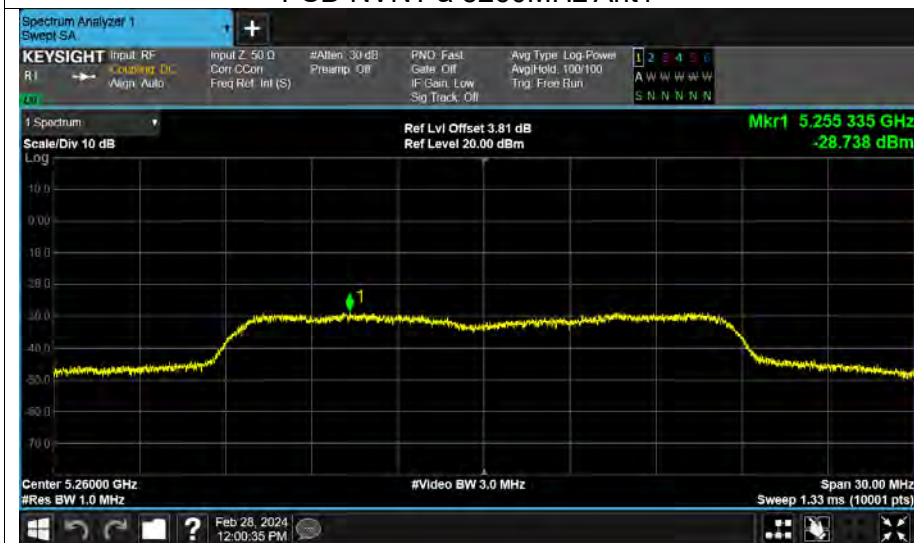 PSD NVNT a 5260MHz Ant1
Spectrum Analyzer 1
Swept SA
KEYSIGHT Input: RF
Coupling: DC
Align: Auto
Input Z: 50 Ω
Corr CCorr
Freq Ref: Int (S)
#Atten: 30 dB
Preamp: Off
PNO: Fast
Gate: Off
IF Gain: Low
Sig Track: Off
Avg Type: Log-Power
Avg|Hold: 100/100
Trig: Free Run
1 2 3 4 5 6
A W W W W W
S N N N N N
1 Spectrum
Scale/Div 10 dB
Log
Ref Lvl Offset 3.81 dB
Ref Level 20.00 dBm
Mkr1 5.255 335 GHz
-28.738 dBm
10.0
0.00
-10.0
-20.0
-30.0
-40.0
-50.0
-60.0
-70.0
1
Center 5.26000 GHz
#Res BW 1.0 MHz
#Video BW 3.0 MHz
Span 30.00 MHz
Sweep 1.33 ms (10001 pts)
?
Feb 28, 2024
12:00:35 PM